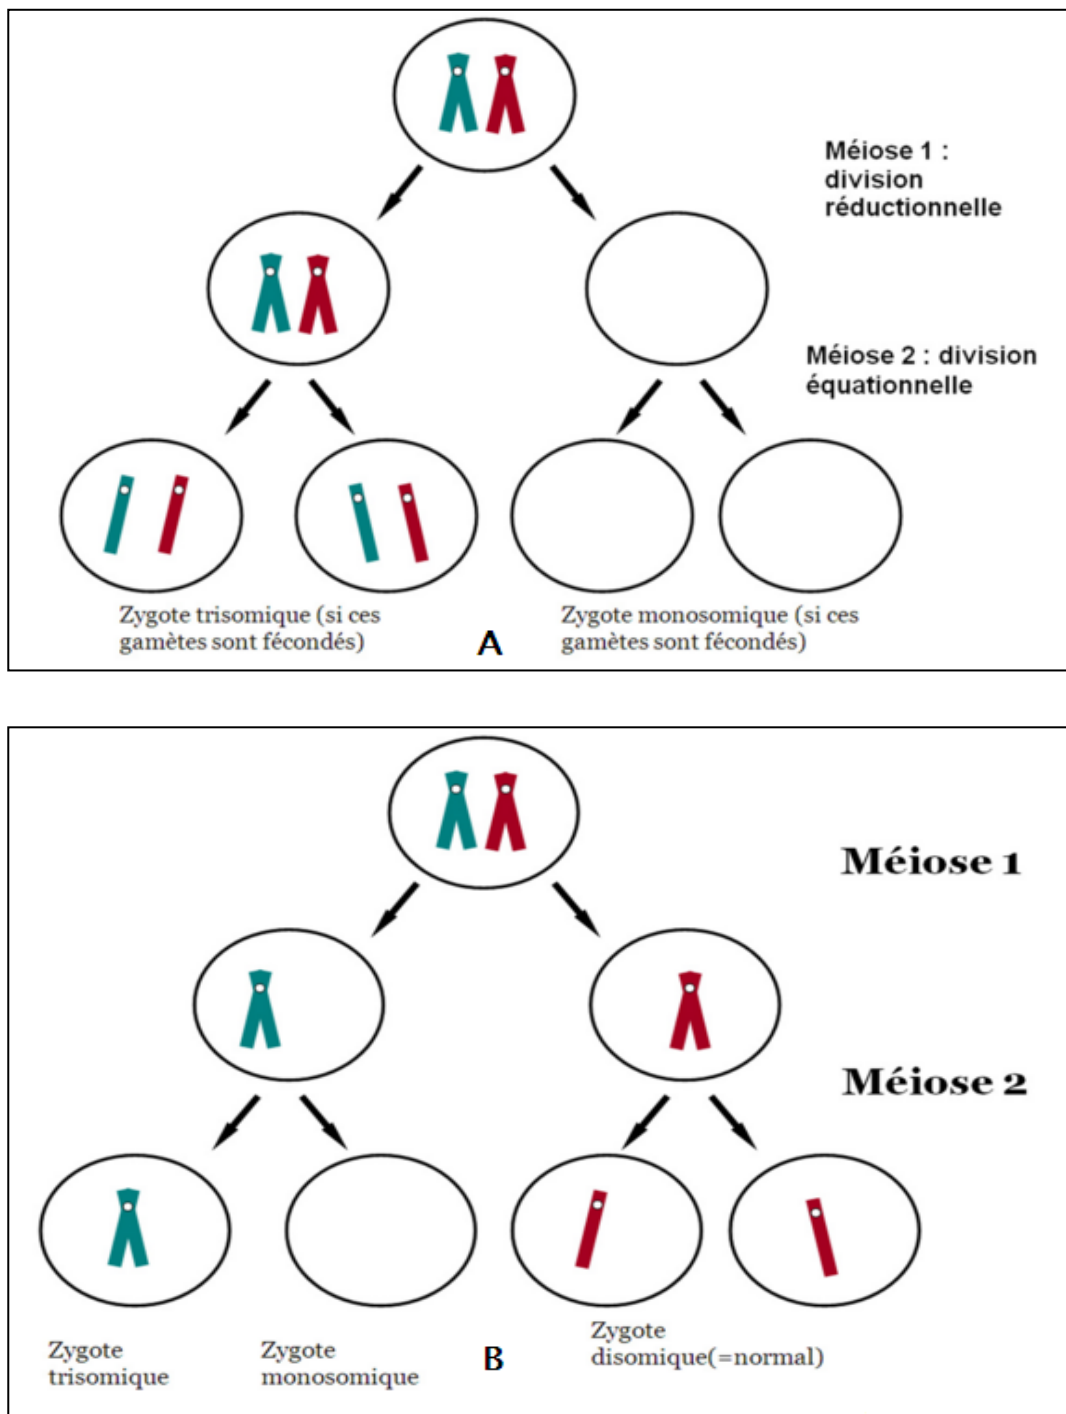 Méiose 1 :
division
réductionnelle
Méiose 2 : division
équationnelle
Zygote trisomique (si ces
gamètes sont fécondés)
A
Zygote monosomique (si ces
gamètes sont fécondés)
Méiose 1
Méiose 2
Zygote
trisomique
Zygote
monosomique
B
Zygote
disomique(=normal)